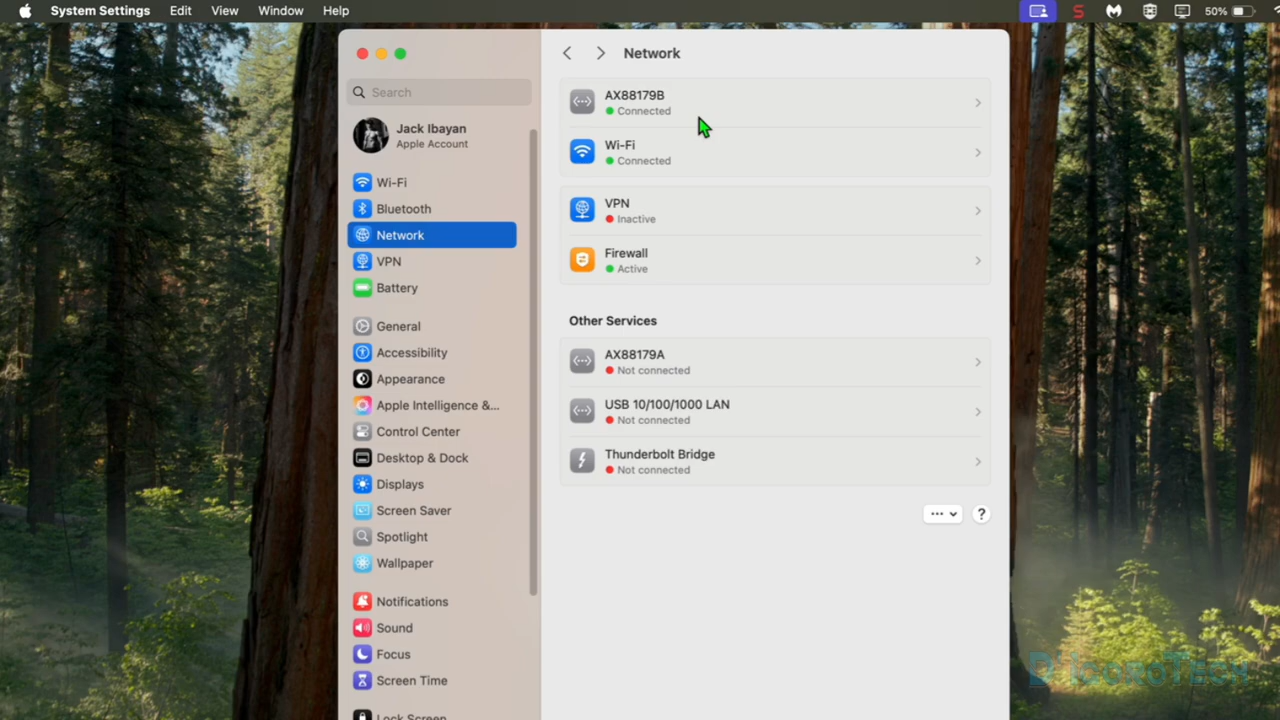 System Settings Edit View Window Help
50%
Network
Search
Jack Ibayan
Apple Account
Wi-Fi
Bluetooth
Network
VPN
Battery
General
Accessibility
Appearance
Apple Intelligence &...
Control Center
Desktop & Dock
Displays
Screen Saver
Spotlight
Wallpaper
Notifications
Sound
Focus
Screen Time
Lock Screen
AX88179B
Connected
Wi-Fi
Connected
VPN
Inactive
Firewall
Active
Other Services
AX88179A
Not connected
USB 10/100/1000 LAN
Not connected
Thunderbolt Bridge
Not connected
?